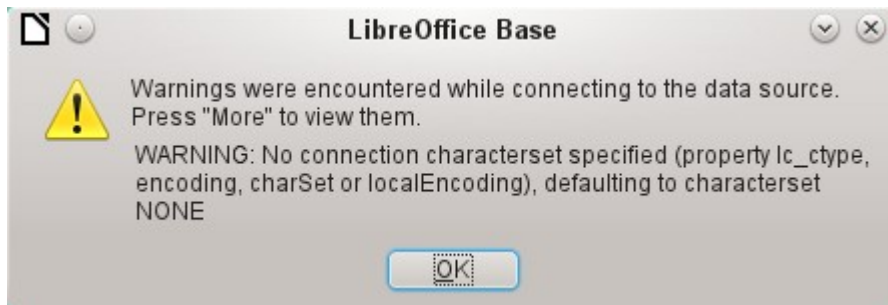 LibreOffice Base
Warnings were encountered while connecting to the data source.
Press "More" to view them.
WARNING: No connection characterset specified (property lc_ctype,
encoding, charSet or localEncoding), defaulting to characterset
NONE
OK